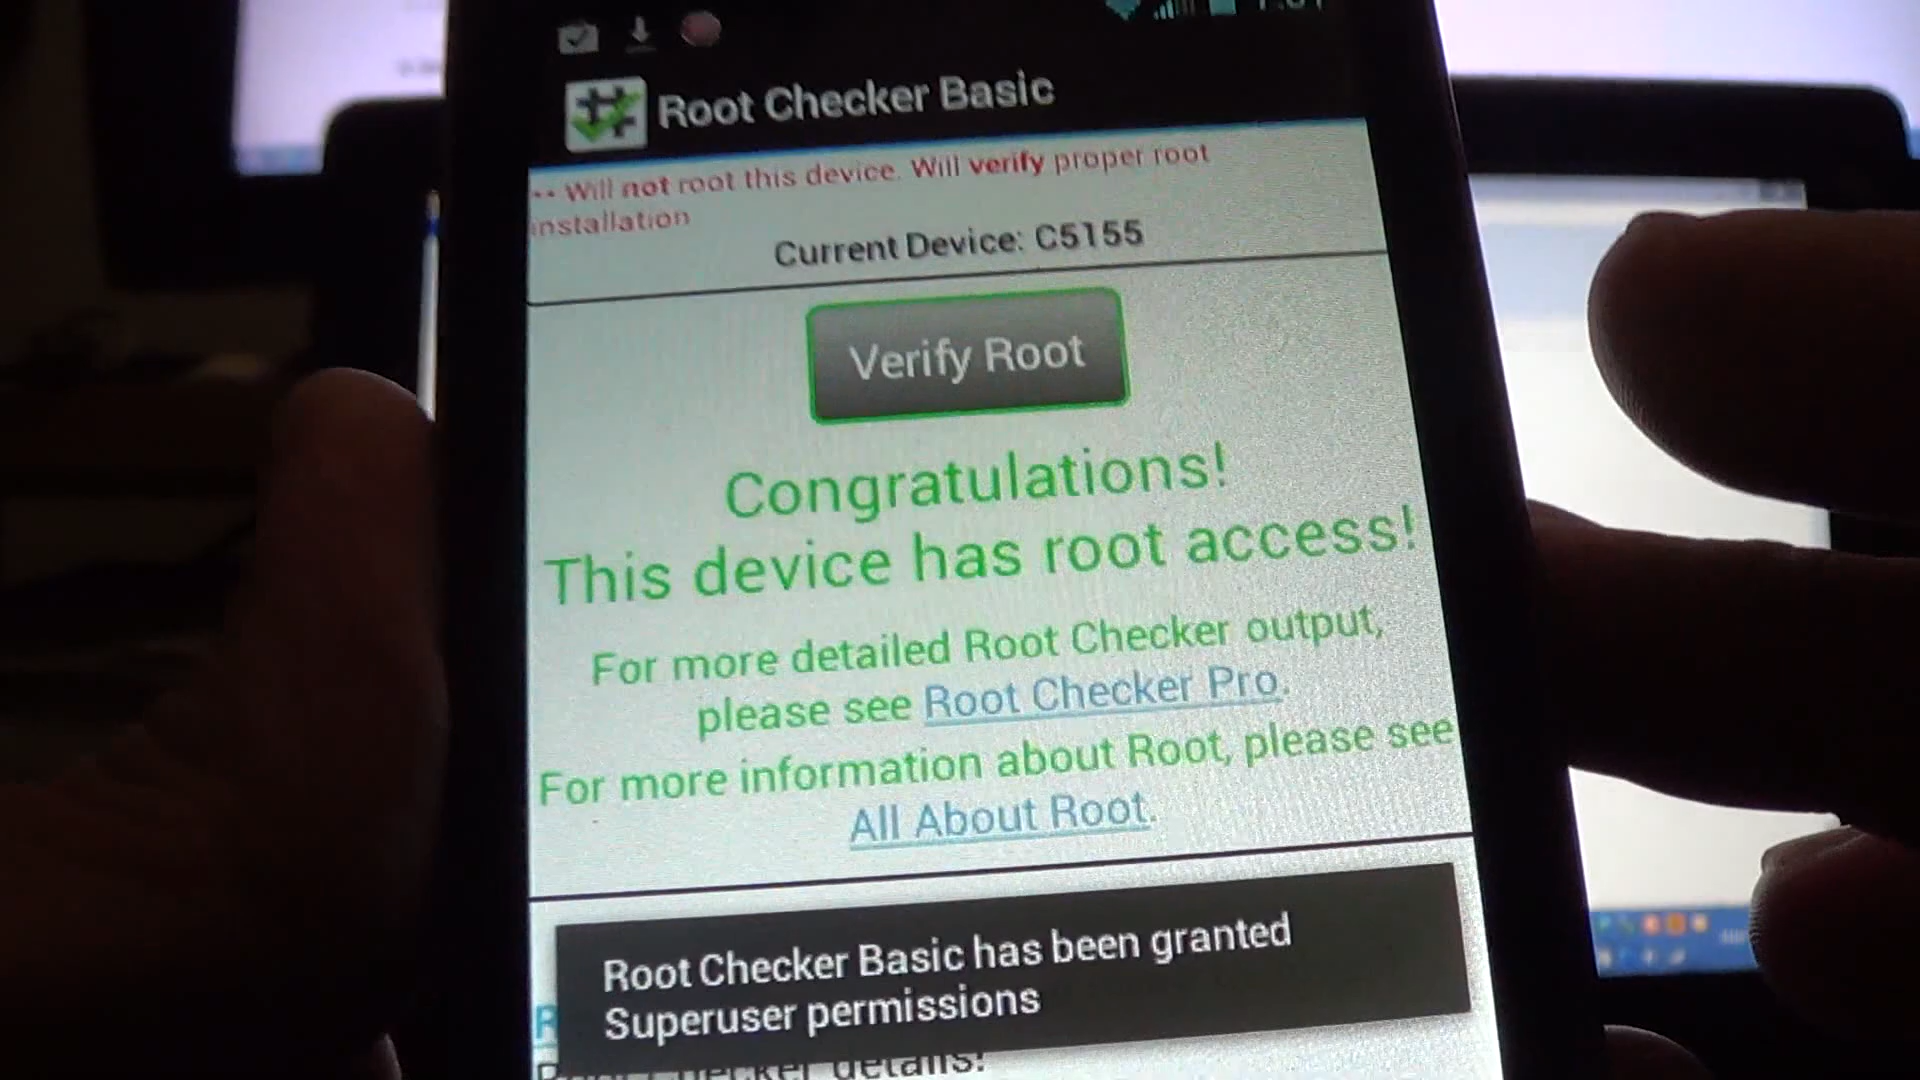 Root Checker Basic
-- Will not root this device. Will verify proper root
installation
Current Device: C5155
Verify Root
Congratulations!
This device has root access!
For more detailed Root Checker output,
please see Root Checker Pro.
For more information about Root, please see
All About Root.
Root Checker Basic has been granted
Superuser permissions
details!